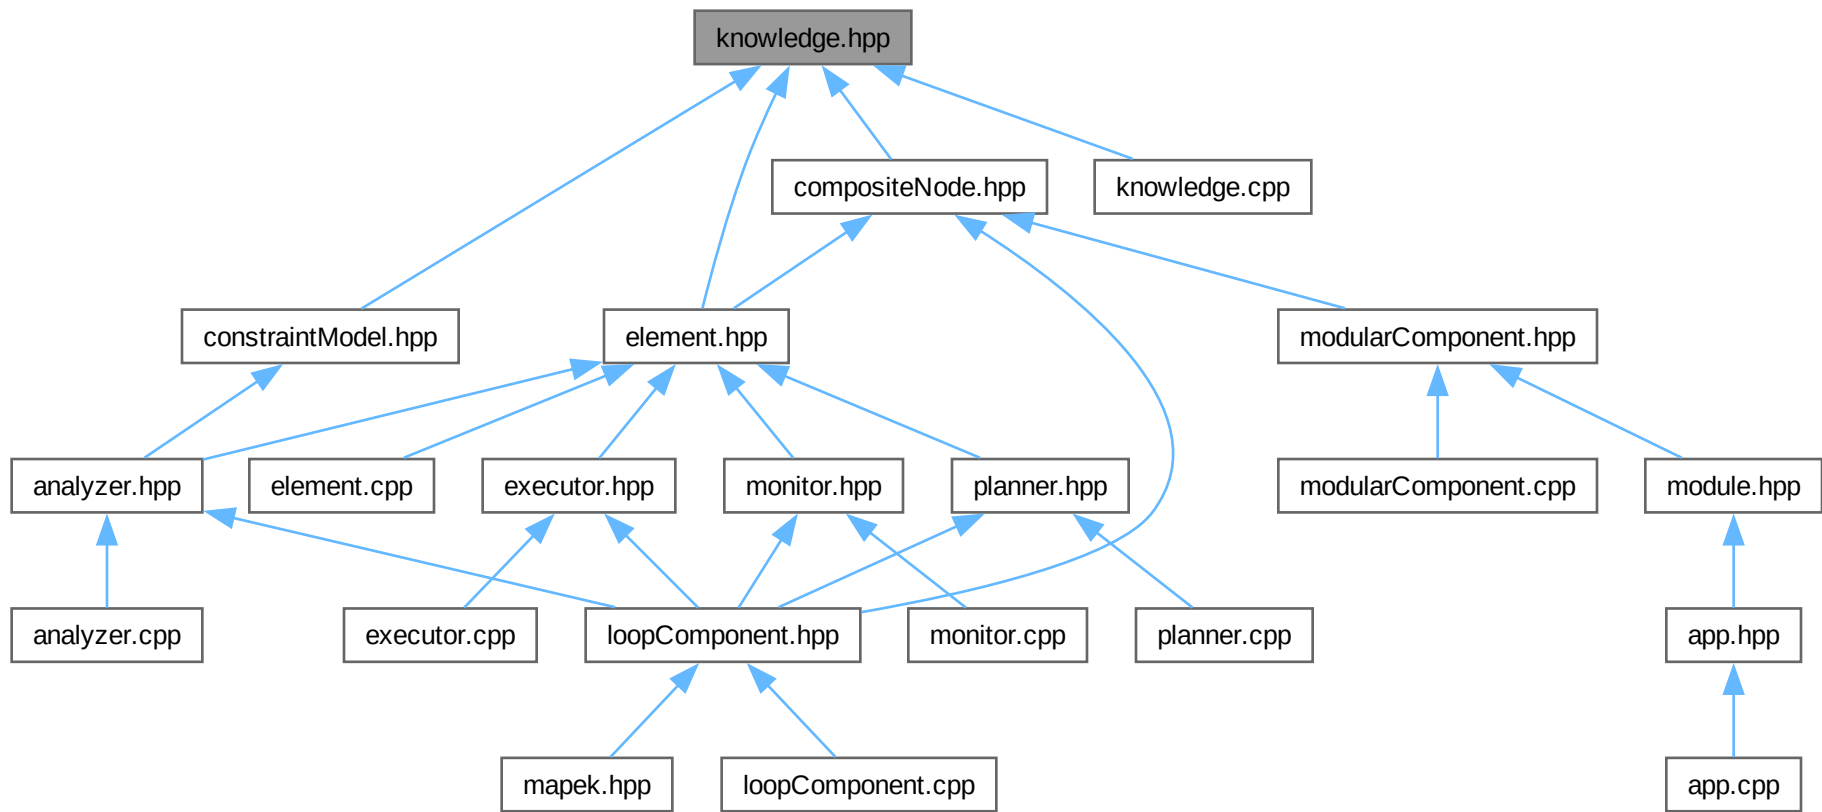 knowledge.hpp
compositeNode.hpp
knowledge.cpp
constraintModel.hpp
element.hpp
modularComponent.hpp
analyzer.hpp
element.cpp
executor.hpp
monitor.hpp
planner.hpp
modularComponent.cpp
module.hpp
analyzer.cpp
executor.cpp
loopComponent.hpp
monitor.cpp
planner.cpp
app.hpp
mapek.hpp
loopComponent.cpp
app.cpp